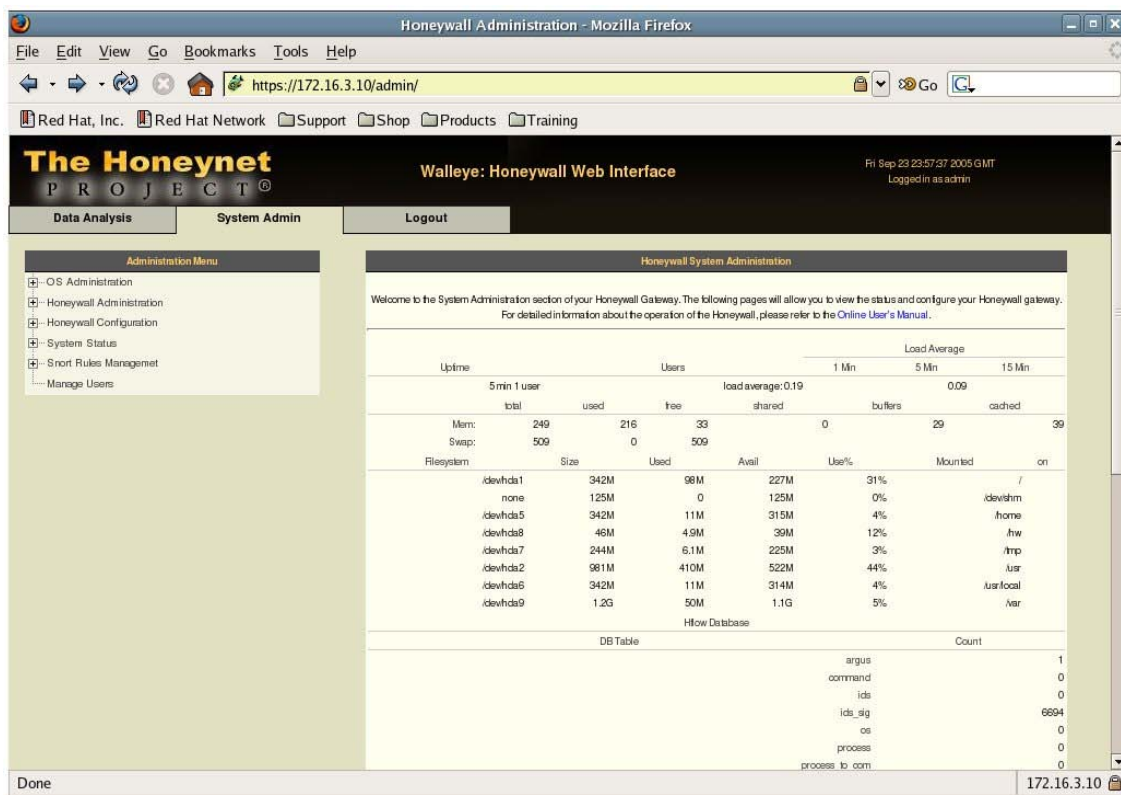 Honeywall Administration - Mozilla Firefox
File Edit View Go Bookmarks Tools Help
https://172.16.3.10/admin/ Go G
Red Hat, Inc. Red Hat Network Support Shop Products Training
The Honeynet
PROJECT®
Walleye: Honeywall Web Interface
Fri Sep 23 23:57:37 2005 GMT
Logged in as admin
Data Analysis System Admin Logout
Administration Menu
OS Administration
Honeywall Administration
Honeywall Configuration
System Status
Snort Rules Managemet
Manage Users
Honeywall System Administration
Welcome to the System Administration section of your Honeywall Gateway. The following pages will allow you to view the status and configure your Honeywall gateway.
For detailed information about the operation of the Honeywall, please refer to the Online User's Manual.
Load Average
Uptime Users 1 Min 5 Min 15 Min
5 min 1 user load average: 0.19 0.09
total used free shared buffers cached
Mem: 249 216 33 0 29 39
Swap: 509 0 509
Filesystem Size Used Avail Use% Mounted on
/dev/hda1 342M 98M 227M 31% /
none 125M 0 125M 0% /dev/shm
/dev/hda5 342M 11M 315M 4% /home
/dev/hda8 46M 4.9M 39M 12% /hw
/dev/hda7 244M 6.1M 225M 3% /tmp
/dev/hda2 981M 410M 522M 44% /usr
/dev/hda6 342M 11M 314M 4% /usr/local
/dev/hda9 1.2G 50M 1.1G 5% /var
Hflow Database
DB Table Count
argus 1
command 0
ids 0
ids_sig 6694
os 0
process 0
process_to_com 0
Done 172.16.3.10